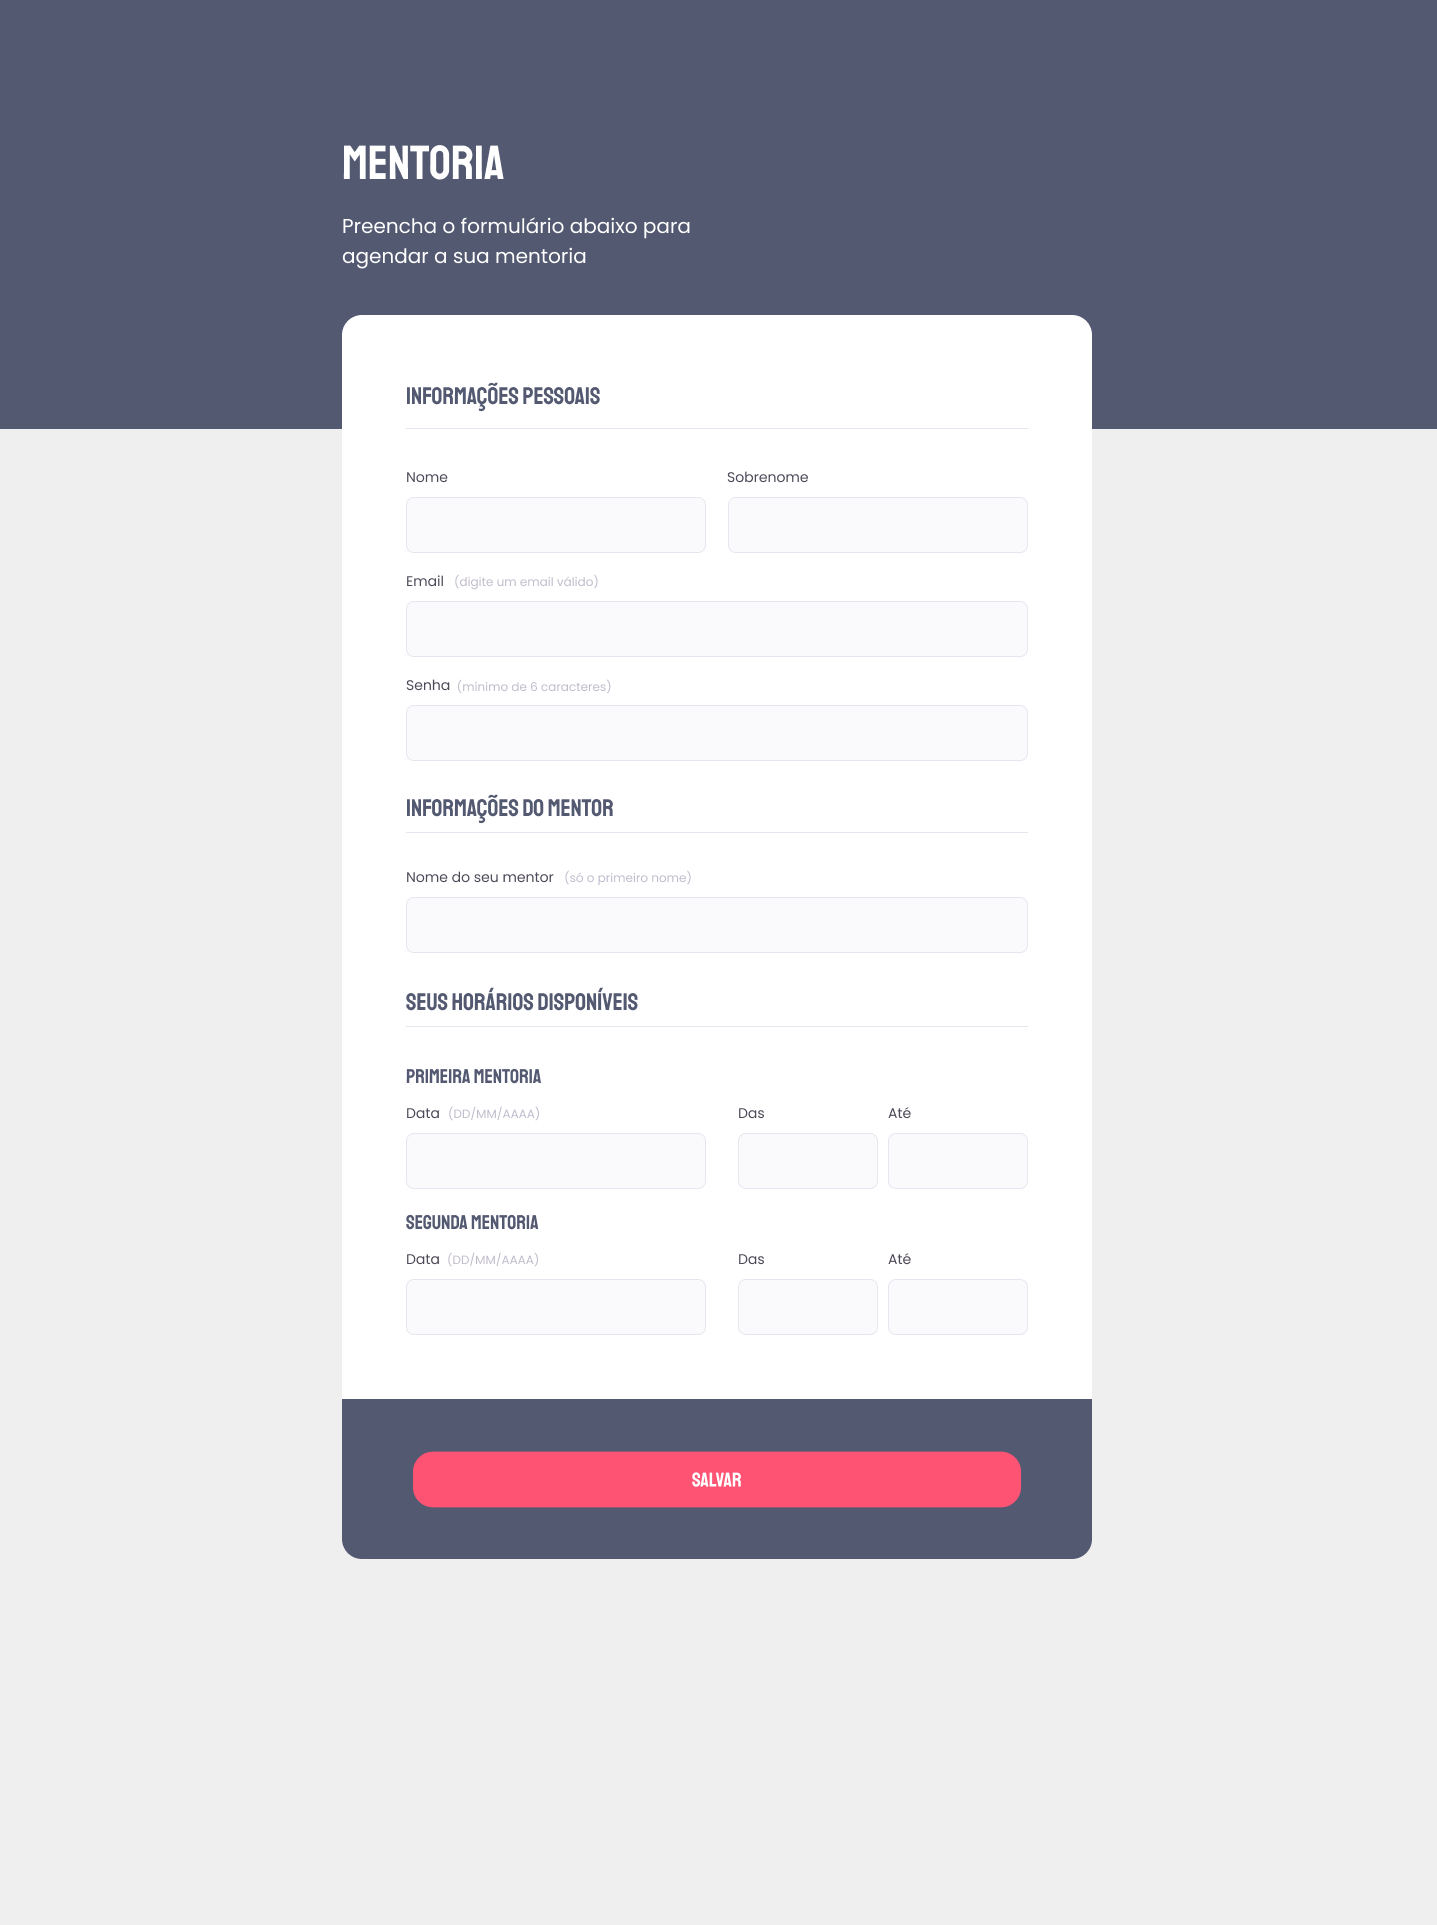 MENTORIA
Preencha o formulário abaixo para
agendar a sua mentoria
INFORMAÇÕES PESSOAIS
Nome Sobrenome
Email (digite um email válido)
Senha (mínimo de 6 caracteres)
INFORMAÇÕES DO MENTOR
Nome do seu mentor (só o primeiro nome)
SEUS HORÁRIOS DISPONÍVEIS
PRIMEIRA MENTORIA
Data (DD/MM/AAAA) Das Até
SEGUNDA MENTORIA
Data (DD/MM/AAAA) Das Até
SALVAR